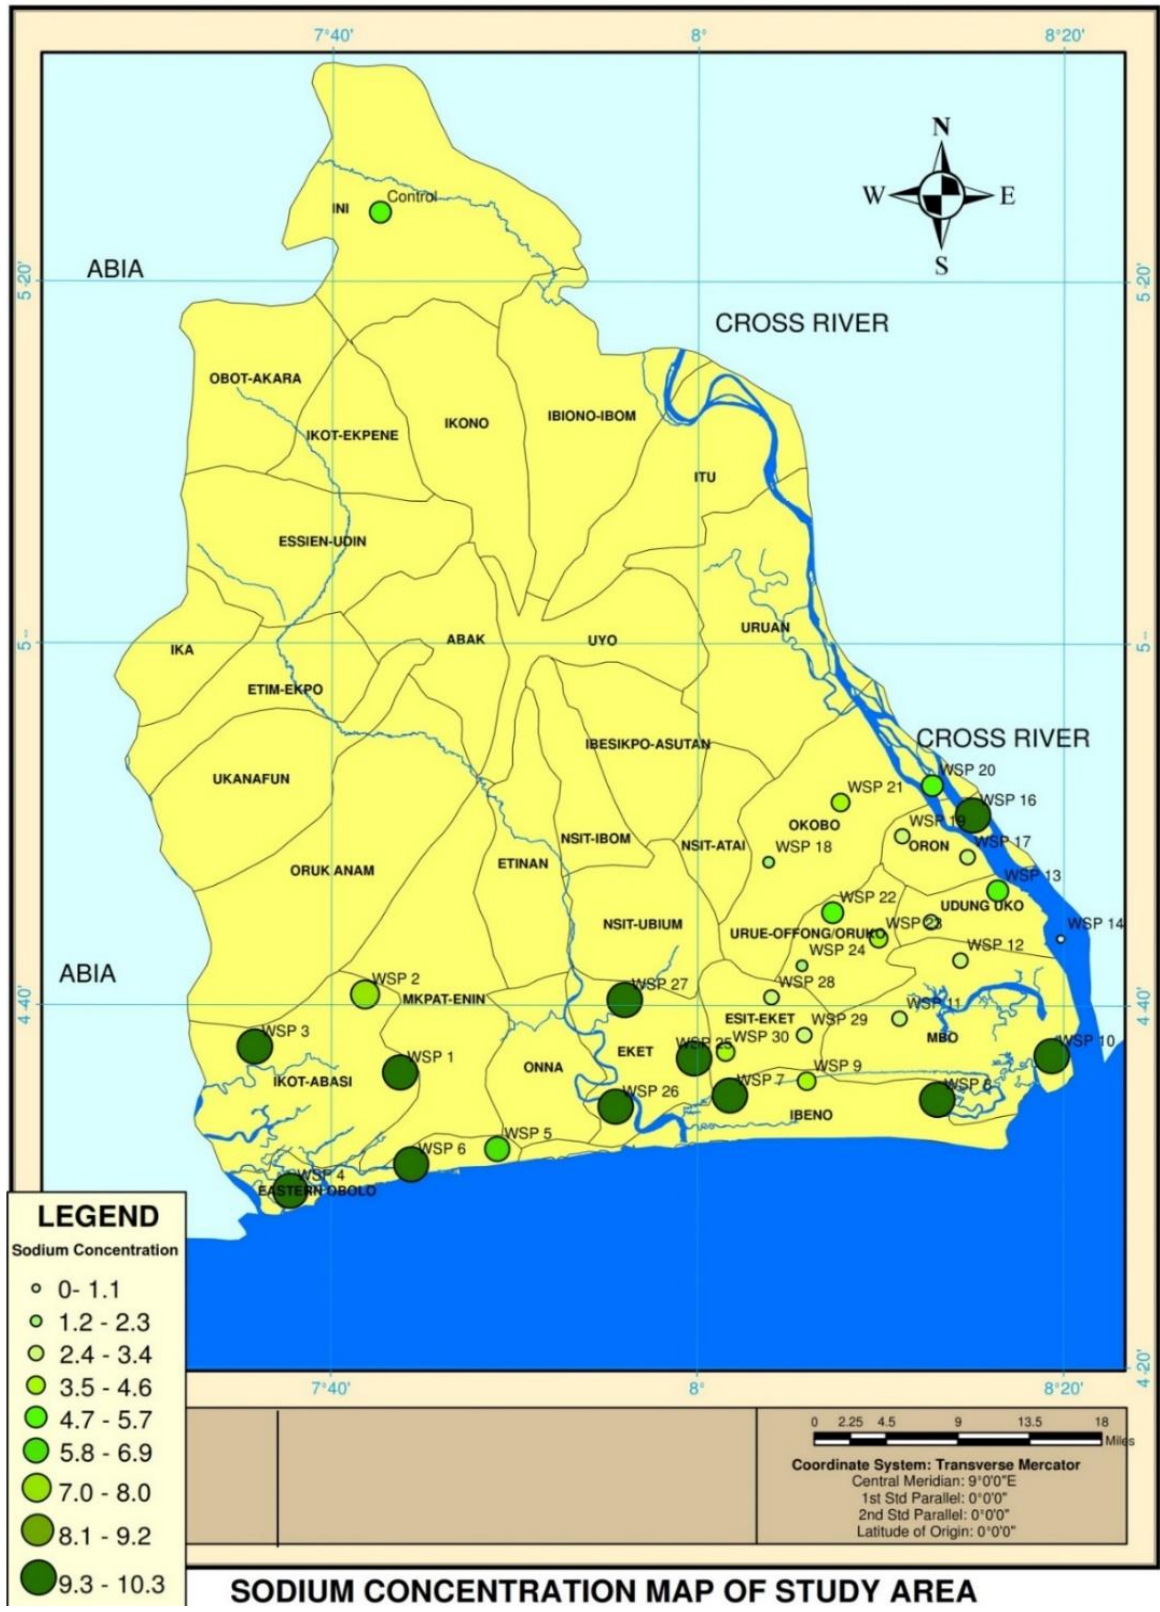 7°40'
8°
8°20'
N
W
E
S
Control
INI
ABIA
5 20'
5 20'
CROSS RIVER
OBOT-AKARA
IKOT-EKPENE
IKONO
IBIONO-IBOM
ITU
ESSIEN-UDIN
URUAN
ABAK
UYO
IKA
5
5
ETIM-EKPO
CROSS RIVER
IBESIKPO-ASUTAN
UKANAFUN
WSP 20
WSP 21
WSP 16
OKOBO
WSP 19
NSIT-IBOM
NSIT-ATAI
ORON
WSP 17
ETINAN
WSP 18
ORUK ANAM
WSP 13
WSP 22
UDUNG UKO
NSIT-UBIUM
URUE-OFFONG/ORUKO
WSP 23
WSP 14
WSP 24
WSP 12
ABIA
WSP 2
WSP 27
WSP 28
MKPAT-ENIN
4 40'
4 40'
WSP 11
ESIT-EKET
WSP 29
WSP 3
WSP 25
WSP 30
MBO
WSP 10
EKET
WSP 1
ONNA
WSP 9
IKOT-ABASI
WSP 7
WSP 8
WSP 26
IBENO
WSP 5
WSP 6
WSP 4
EASTERN OBOLO
LEGEND
Sodium Concentration
0- 1.1
1.2 - 2.3
2.4 - 3.4
3.5 - 4.6
4.7 - 5.7
5.8 - 6.9
7.0 - 8.0
8.1 - 9.2
9.3 - 10.3
4 20'
7°40'
8°
8°20'
0 2.25 4.5 9 13.5 18
Miles
Coordinate System: Transverse Mercator
Central Meridian: 9°0'0"E
1st Std Parallel: 0°0'0"
2nd Std Parallel: 0°0'0"
Latitude of Origin: 0°0'0"
SODIUM CONCENTRATION MAP OF STUDY AREA